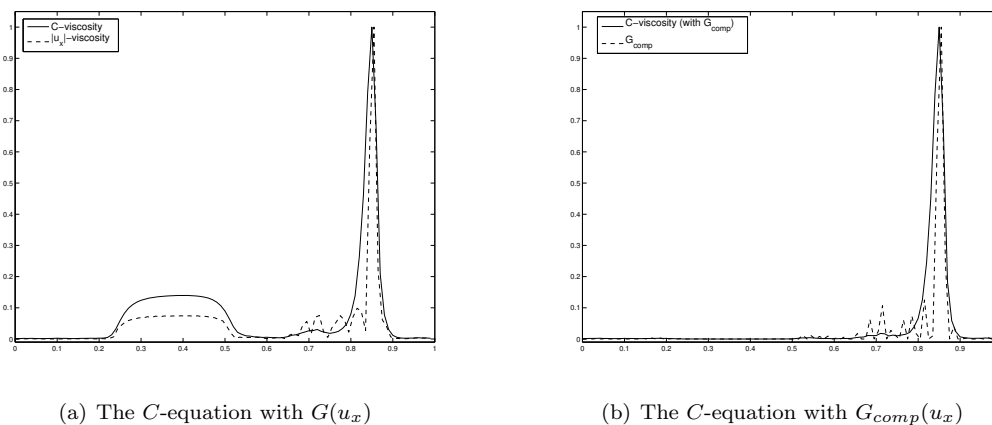 C-viscosity
|u_x|-viscosity
1
0.9
0.8
0.7
0.6
0.5
0.4
0.3
0.2
0.1
0
0 0.1 0.2 0.3 0.4 0.5 0.6 0.7 0.8 0.9 1
(a) The C-equation with G(u_x)
C-viscosity (with G_comp)
G_comp
1
0.9
0.8
0.7
0.6
0.5
0.4
0.3
0.2
0.1
0
0 0.1 0.2 0.3 0.4 0.5 0.6 0.7 0.8 0.9
(b) The C-equation with G_comp(u_x)